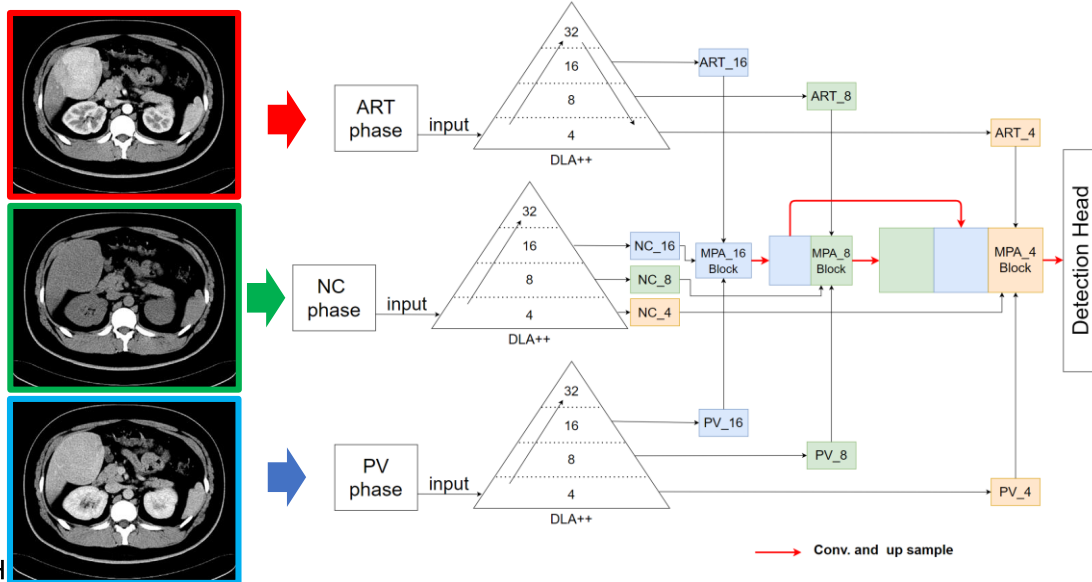 ART
phase
input
32
16
8
4
DLA++
ART_16
ART_8
ART_4
NC
phase
input
32
16
8
4
DLA++
NC_16
NC_8
NC_4
MPA_16
Block
MPA_8
Block
MPA_4
Block
Detection Head
PV
phase
input
32
16
8
4
DLA++
PV_16
PV_8
PV_4
Conv. and up sample